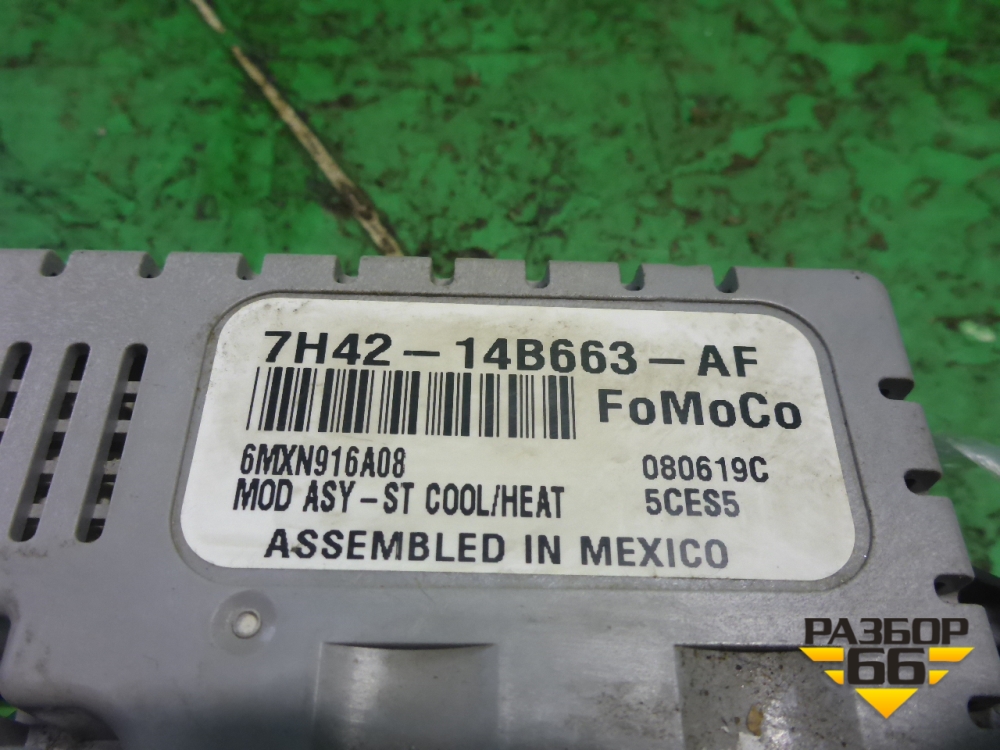 7H42-14B663-AF
FoMoCo
6MXN916A08 080619C
MOD ASY-ST COOL/HEAT 5CES5
ASSEMBLED IN MEXICO
РАЗБОР
66